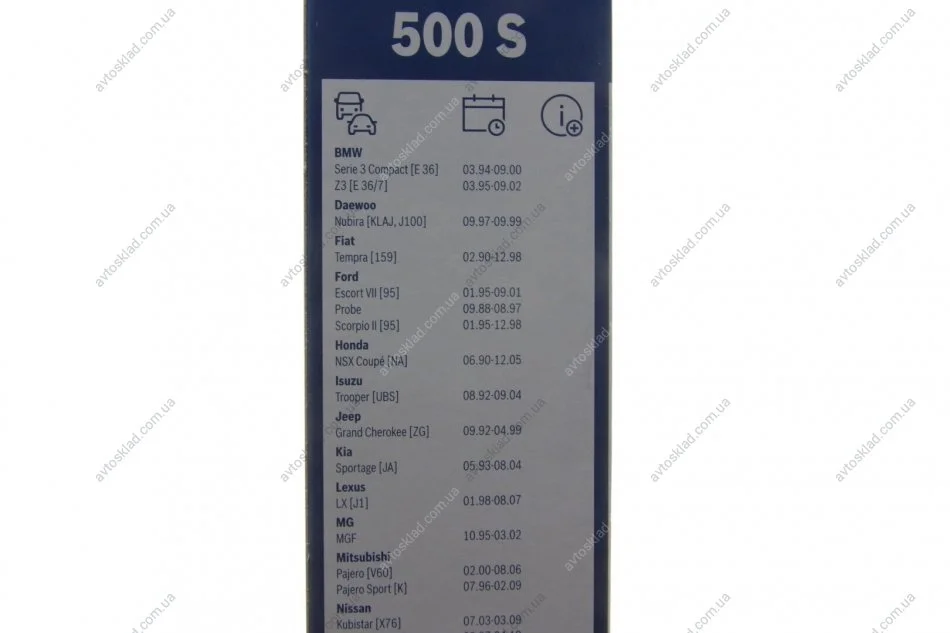 500 S
BMW
Serie 3 Compact [E 36] 03.94-09.00
Z3 [E 36/7] 03.95-09.02
Daewoo
Nubira [KLAJ, J100] 09.97-09.99
Fiat
Tempra [159] 02.90-12.98
Ford
Escort VII [95] 01.95-09.01
Probe 09.88-08.97
Scorpio II [95] 01.95-12.98
Honda
NSX Coupé [NA] 06.90-12.05
Isuzu
Trooper [UBS] 08.92-09.04
Jeep
Grand Cherokee [ZG] 09.92-04.99
Kia
Sportage [JA] 05.93-08.04
Lexus
LX [J1] 01.98-08.07
MG
MGF 10.95-03.02
Mitsubishi
Pajero [V60] 02.00-08.06
Pajero Sport [K] 07.96-02.09
Nissan
Kubistar [X76] 07.03-03.09
avtosklad.com.ua